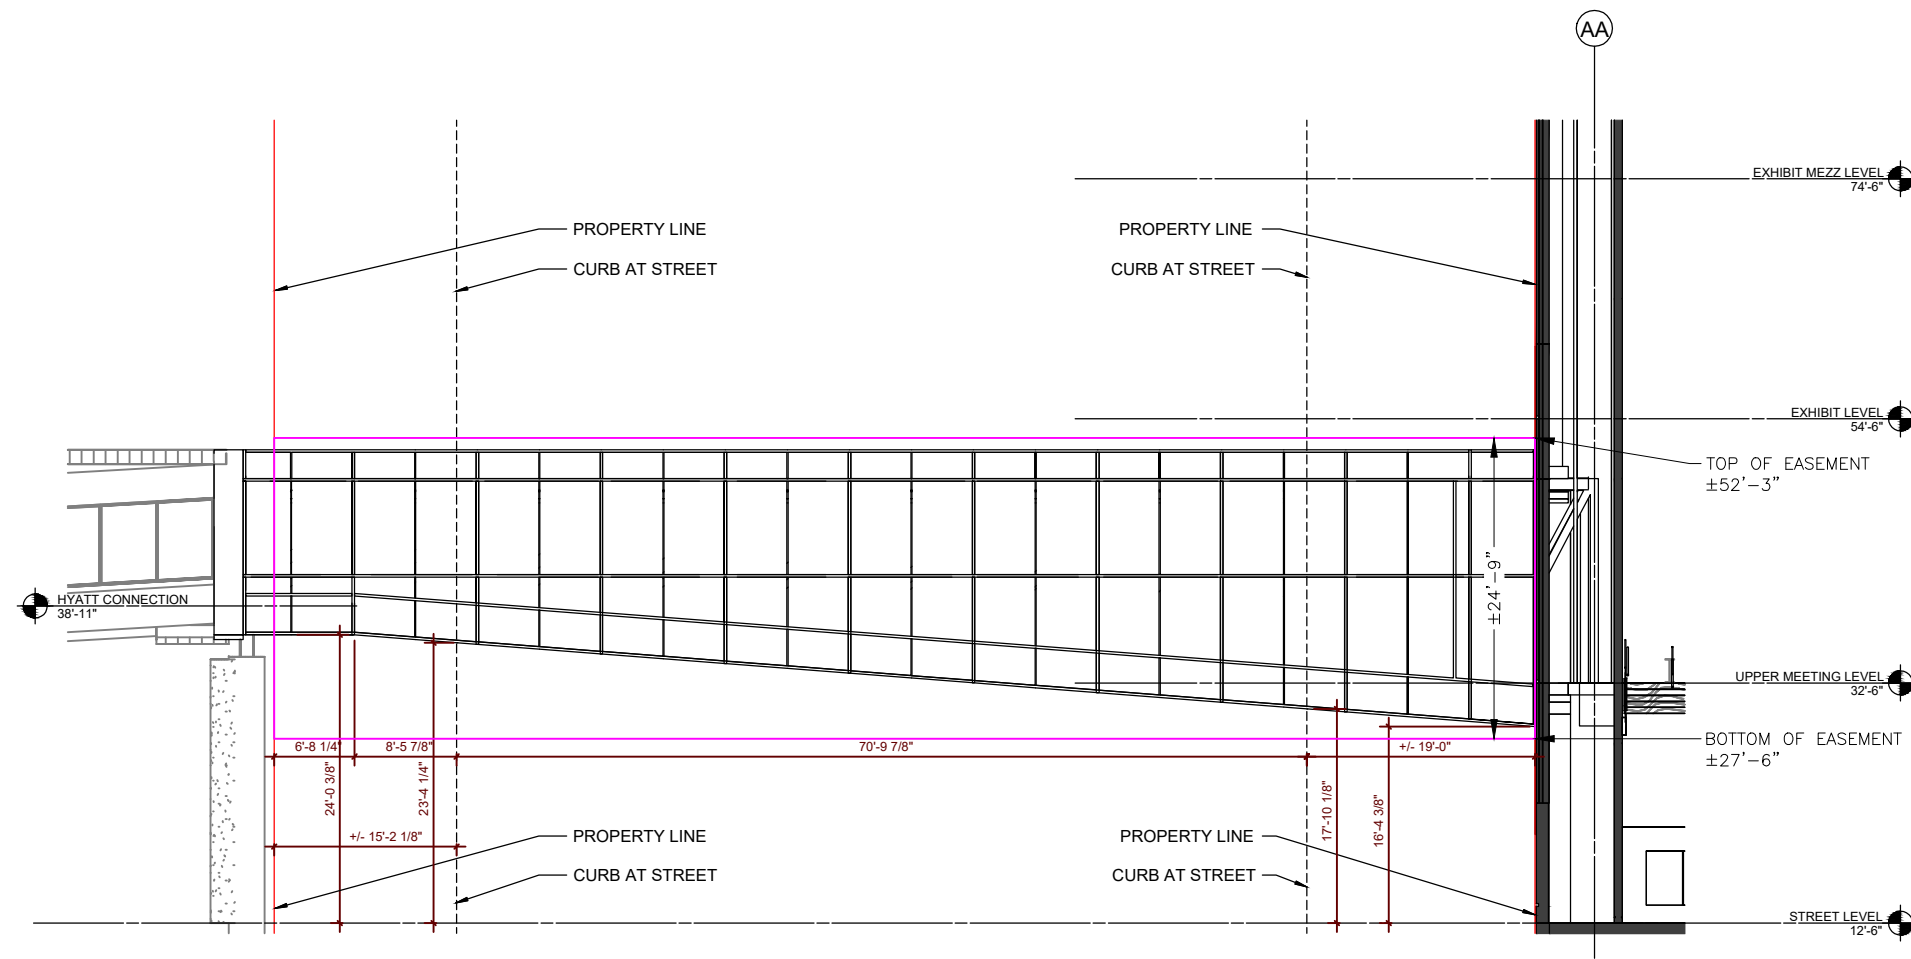 AA
EXHIBIT MEZZ LEVEL
74'-6"
PROPERTY LINE
PROPERTY LINE
CURB AT STREET
CURB AT STREET
EXHIBIT LEVEL
54'-6"
TOP OF EASEMENT
±52'-3"
±24'-9"
HYATT CONNECTION
38'-11"
UPPER MEETING LEVEL
32'-6"
BOTTOM OF EASEMENT
±27'-6"
6'-8 1/4"
8'-5 7/8"
70'-9 7/8"
+/- 19'-0"
24'-0 3/8"
23'-4 1/4"
17'-10 1/8"
16'-4 3/8"
+/- 15'-2 1/8"
PROPERTY LINE
PROPERTY LINE
CURB AT STREET
CURB AT STREET
STREET LEVEL
12'-6"